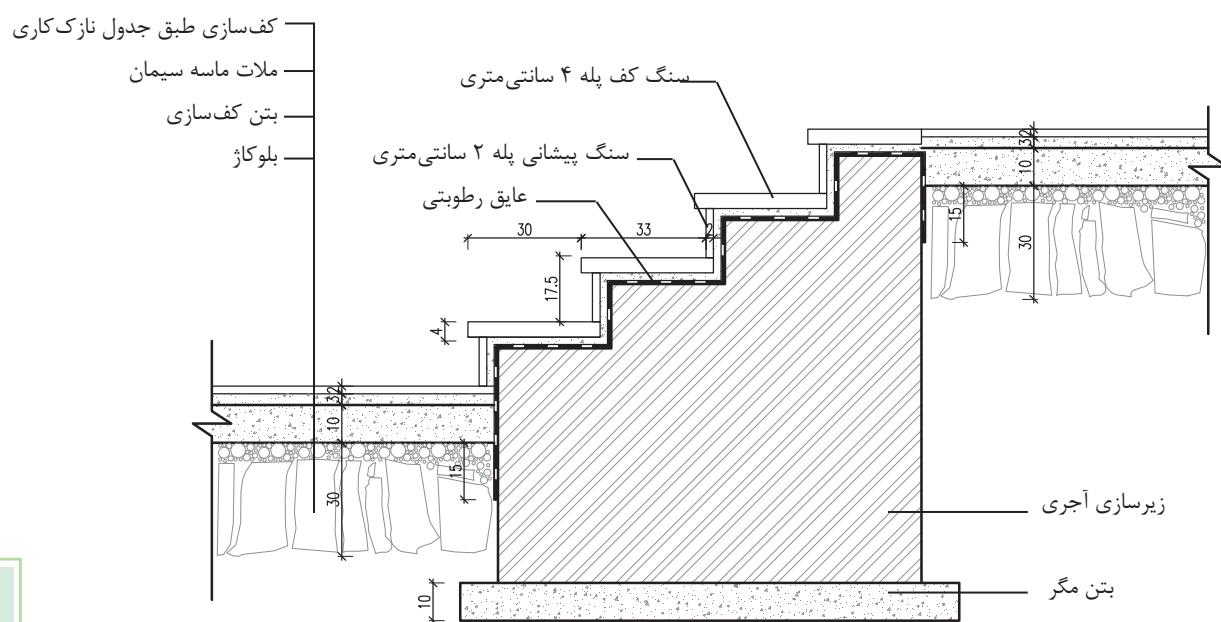 کف‌سازی طبق جدول نازک‌کاری
ملات ماسه سیمان
بتن کف‌سازی
بلوکاژ
سنگ کف پله ۴ سانتی‌متری
سنگ پیشانی پله ۲ سانتی‌متری
عایق رطوبتی
30
33
2
17.5
4
32
10
15
30
32
10
15
30
زیرسازی آجری
بتن مگر
10